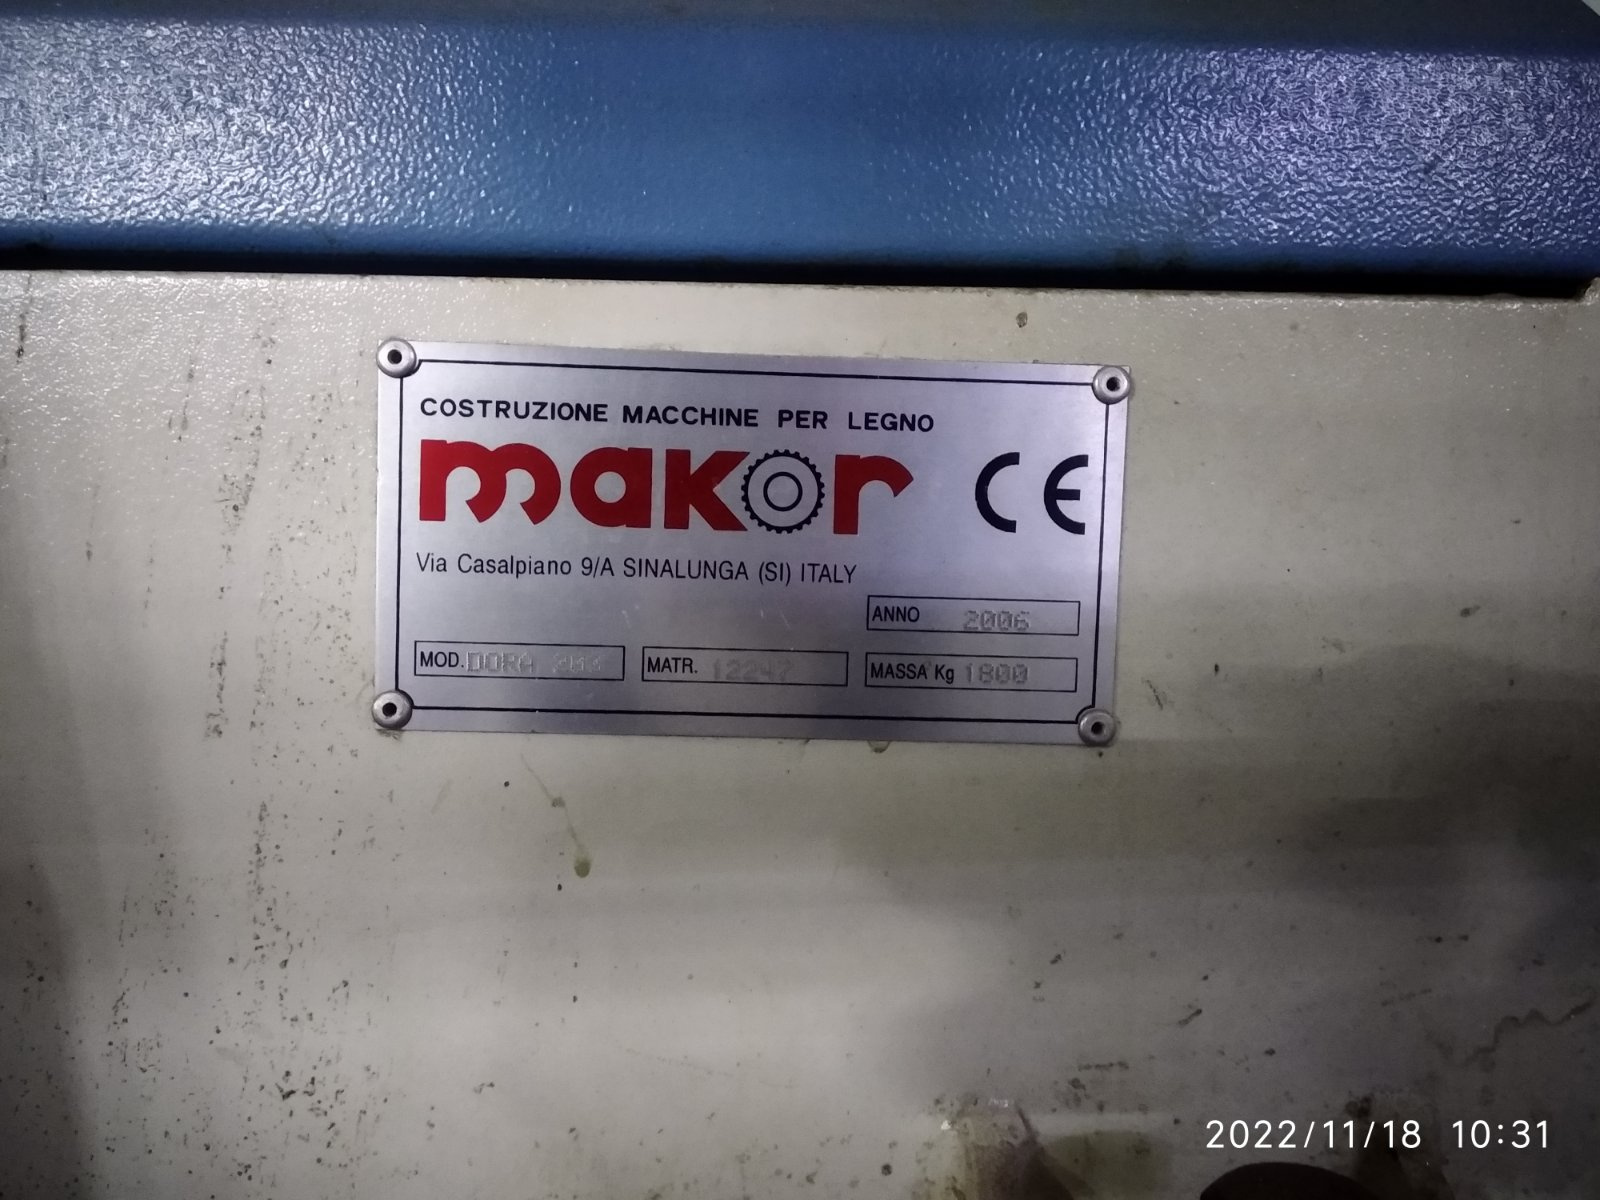 COSTRUZIONE MACCHINE PER LEGNO
makor CE
Via Casalpiano 9/A SINALUNGA (SI) ITALY
ANNO 2006
MOD. DORA MATR. 12247 MASSA Kg 1800
2022/11/18 10:31